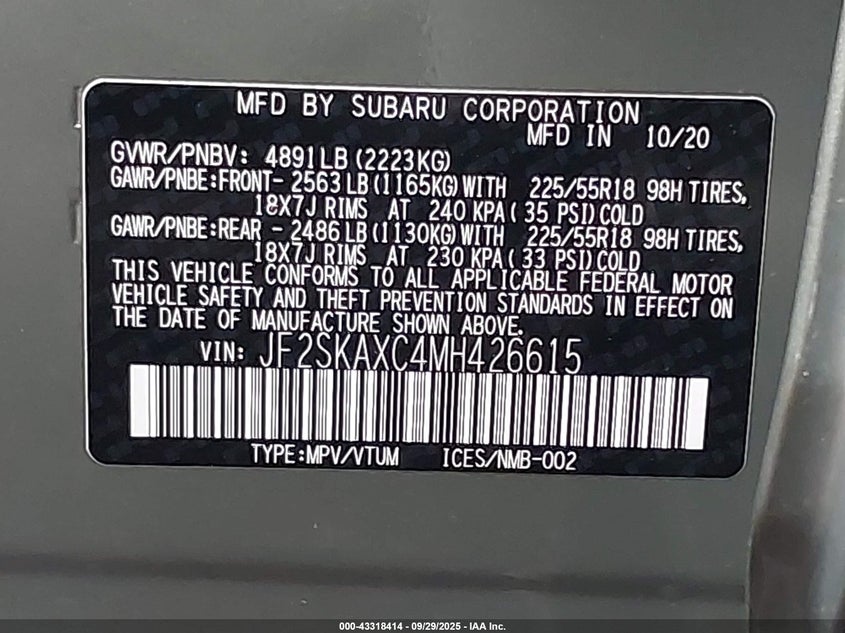 MFD BY SUBARU CORPORATION
MFD IN 10/20
GVWR/PNBV: 4891LB (2223KG)
GAWR/PNBE:FRONT- 2563LB (1165KG) WITH 225/55R18 98H TIRES,
18X7J RIMS AT 240 KPA( 35 PSI)COLD
GAWR/PNBE:REAR - 2486LB (1130KG) WITH 225/55R18 98H TIRES,
18X7J RIMS AT 230 KPA( 33 PSI)COLD
THIS VEHICLE CONFORMS TO ALL APPLICABLE FEDERAL MOTOR
VEHICLE SAFETY AND THEFT PREVENTION STANDARDS IN EFFECT ON
THE DATE OF MANUFACTURE SHOWN ABOVE.
VIN: JF2SKAXC4MH426615
TYPE:MPV/VTUM ICES/NMB-002
000-43318414 - 09/29/2025 - IAA Inc.